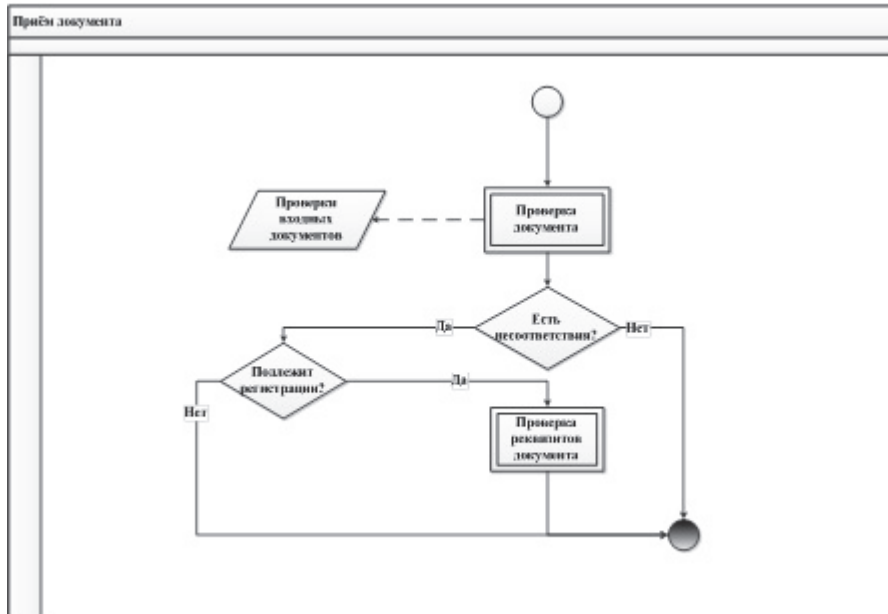 Приём документа
Проверки
входных
документов
Проверка
документа
Есть
несоответствия?
Да
Нет
Подлежит
регистрации?
Да
Нет
Проверка
реквизитов
документа